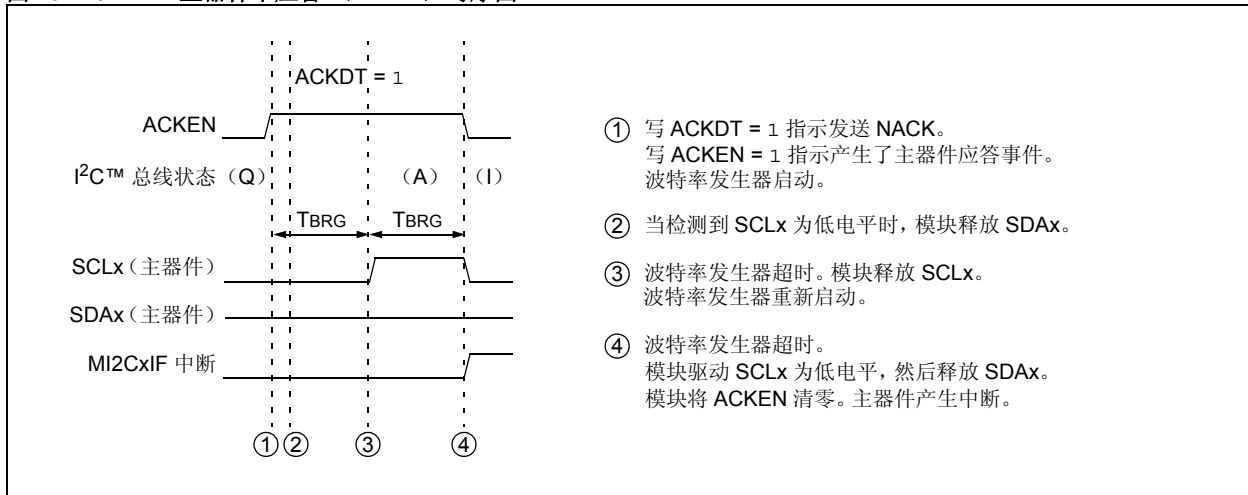 ACKDT = 1
ACKEN
I²C™ 总线状态 （Q） （A） （I）
TBRG TBRG
SCLx（主器件）
SDAx（主器件）
MI2CxIF 中断
① ② ③ ④
① 写 ACKDT = 1 指示发送 NACK。
写 ACKEN = 1 指示产生了主器件应答事件。
波特率发生器启动。
② 当检测到 SCLx 为低电平时，模块释放 SDAx。
③ 波特率发生器超时。模块释放 SCLx。
波特率发生器重新启动。
④ 波特率发生器超时。
模块驱动 SCLx 为低电平，然后释放 SDAx。
模块将 ACKEN 清零。主器件产生中断。